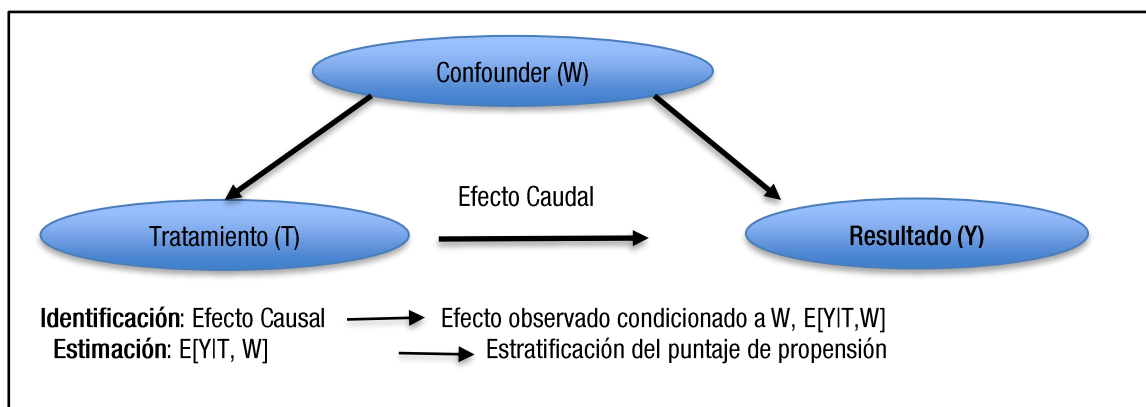 Confounder (W)
Efecto Caudal
Tratamiento (T)
Resultado (Y)
Identificación: Efecto Causal
Efecto observado condicionado a W, E[Y|T,W]
Estimación: E[Y|T, W]
Estratificación del puntaje de propensión